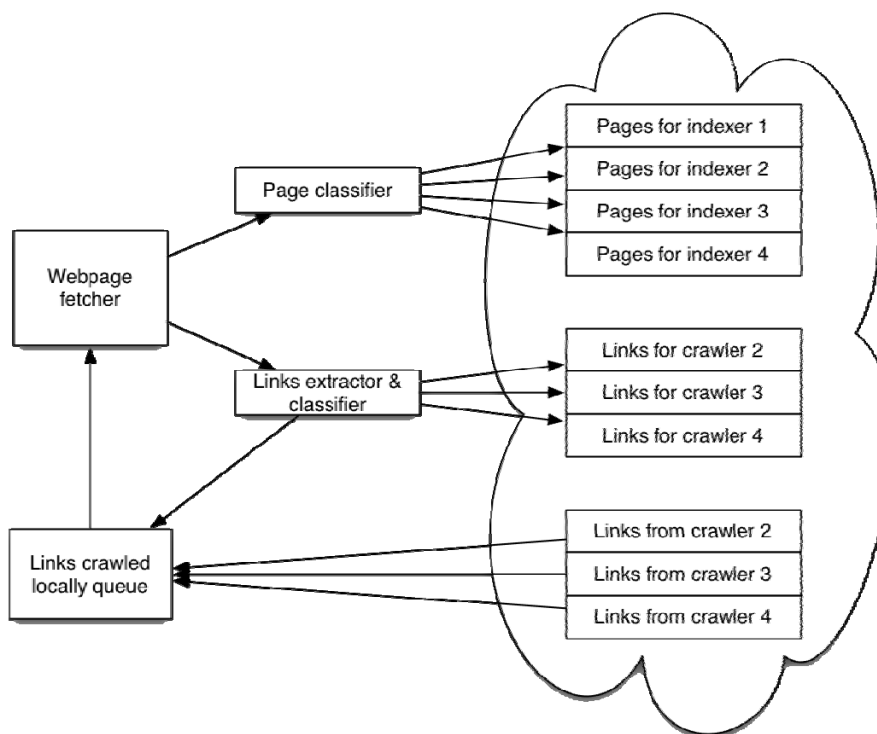 Pages for indexer 1
Pages for indexer 2
Pages for indexer 3
Pages for indexer 4
Page classifier
Webpage
fetcher
Links extractor &
classifier
Links for crawler 2
Links for crawler 3
Links for crawler 4
Links crawled
locally queue
Links from crawler 2
Links from crawler 3
Links from crawler 4